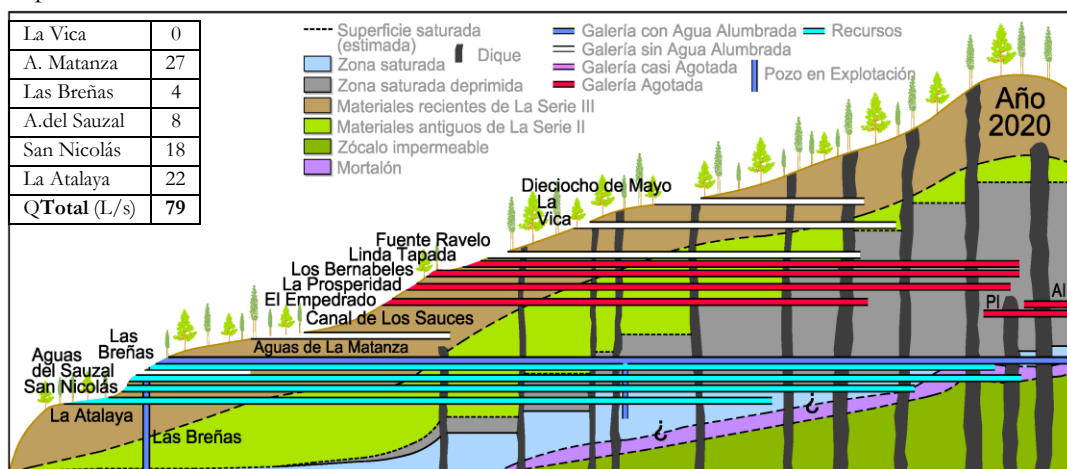 La Vica 0
A. Matanza 27
Las Breñas 4
A.del Sauzal 8
San Nicolás 18
La Atalaya 22
QTotal (L/s) 79
Superficie saturada
(estimada)
Dique
Zona saturada
Zona saturada deprimida
Materiales recientes de La Serie III
Materiales antiguos de La Serie II
Zócalo impermeable
Mortalón
Galería con Agua Alumbrada
Recursos
Galería sin Agua Alumbrada
Galería casi Agotada
Pozo en Explotación
Galería Agotada
Año
2020
Dieciocho de Mayo
La
Vica
Fuente Ravelo
Linda Tapada
Los Bernabeles
La Prosperidad
El Empedrado
Canal de Los Sauces
Aguas de La Matanza
Las
Breñas
Aguas
del Sauzal
San Nicolás
La Atalaya
Las Breñas
PI
AI
¿
¿